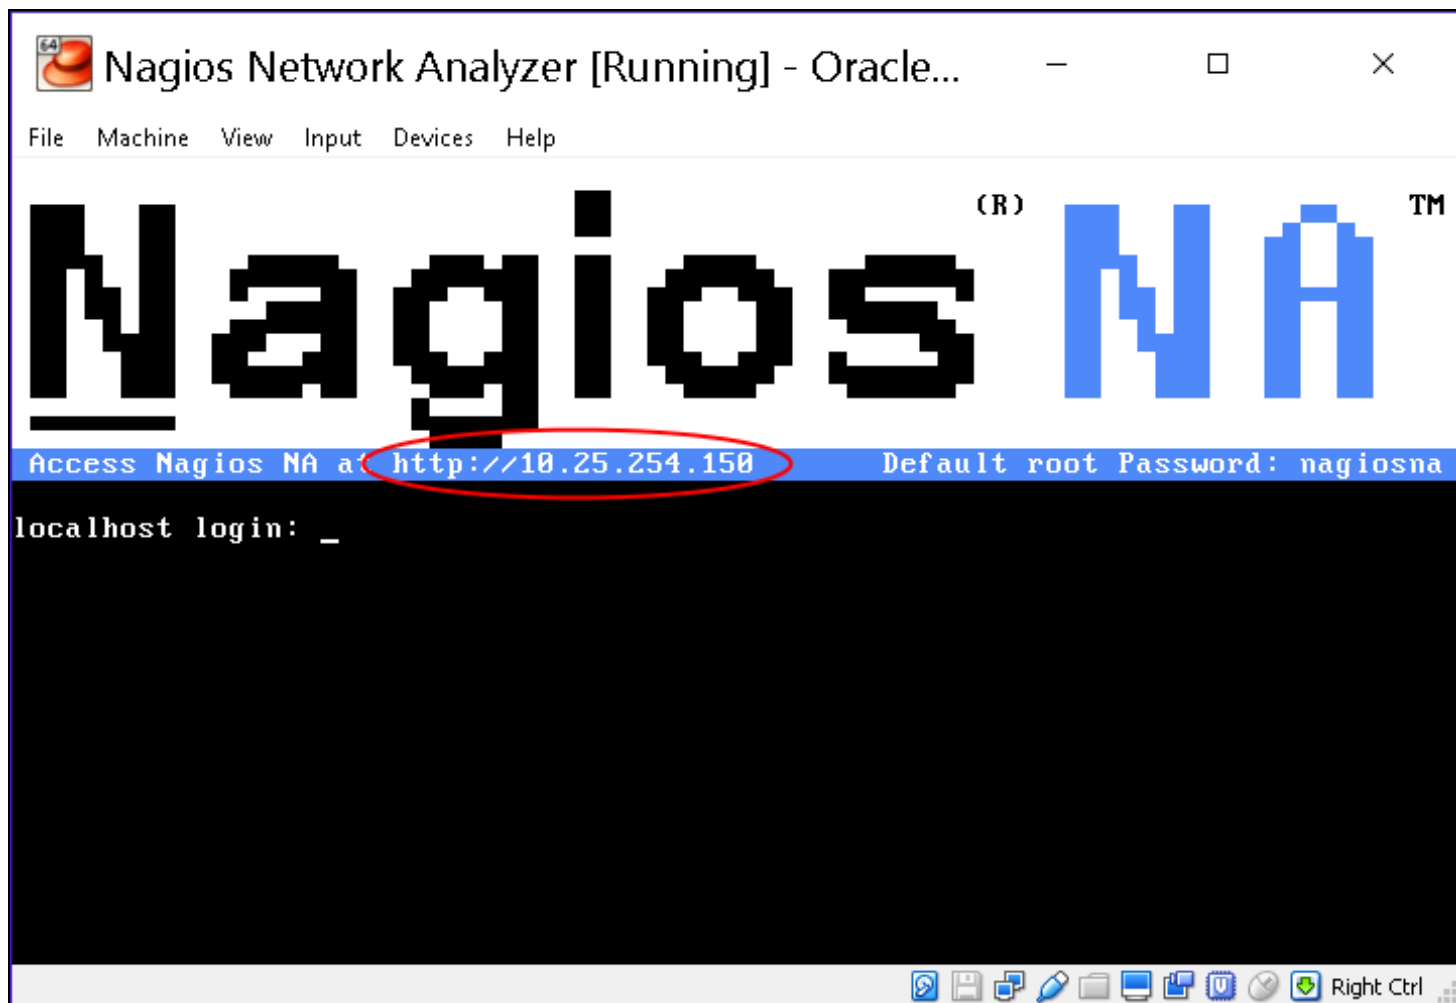 Nagios Network Analyzer [Running] - Oracle...
File Machine View Input Devices Help
Nagios (R) NA TM
Access Nagios NA at http://10.25.254.150 Default root Password: nagiosna
localhost login: _
Right Ctrl
64